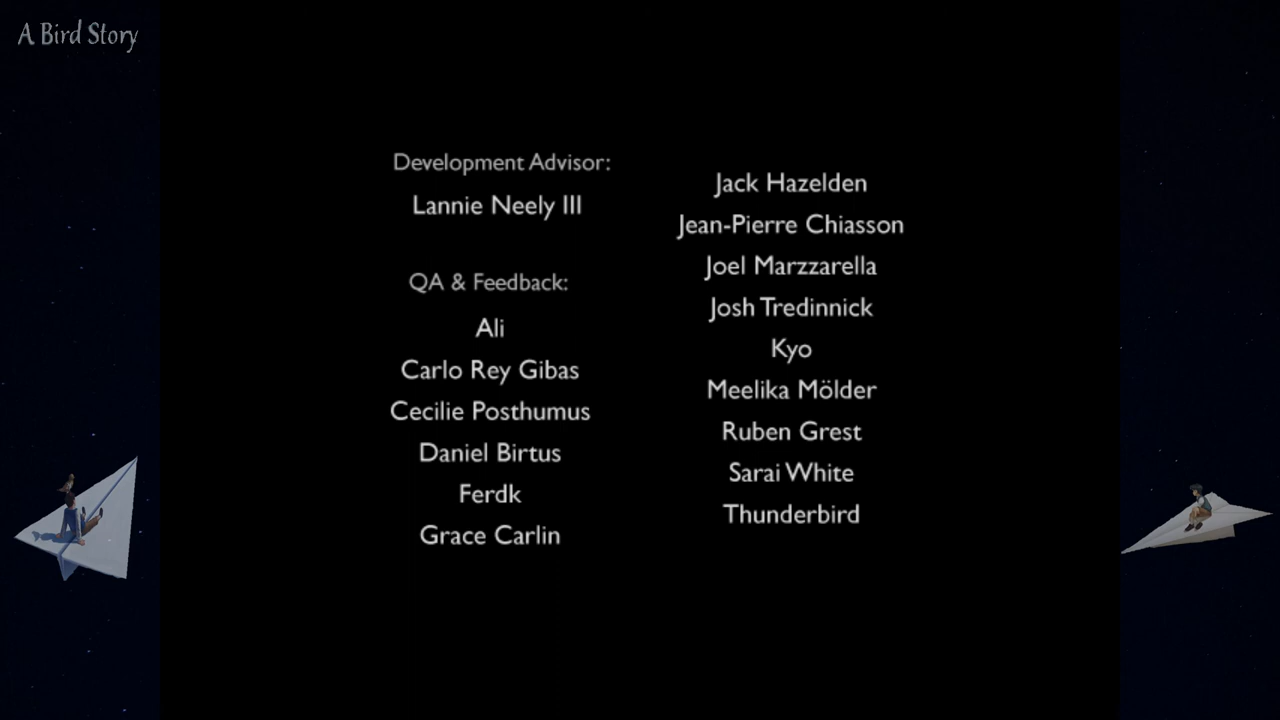 A Bird Story
Development Advisor:
Lannie Neely III
QA & Feedback:
Ali
Carlo Rey Gibas
Cecilie Posthumus
Daniel Birtus
Ferdk
Grace Carlin
Jack Hazelden
Jean-Pierre Chiasson
Joel Marzzarella
Josh Tredinnick
Kyo
Meelika Mölder
Ruben Grest
Sarai White
Thunderbird